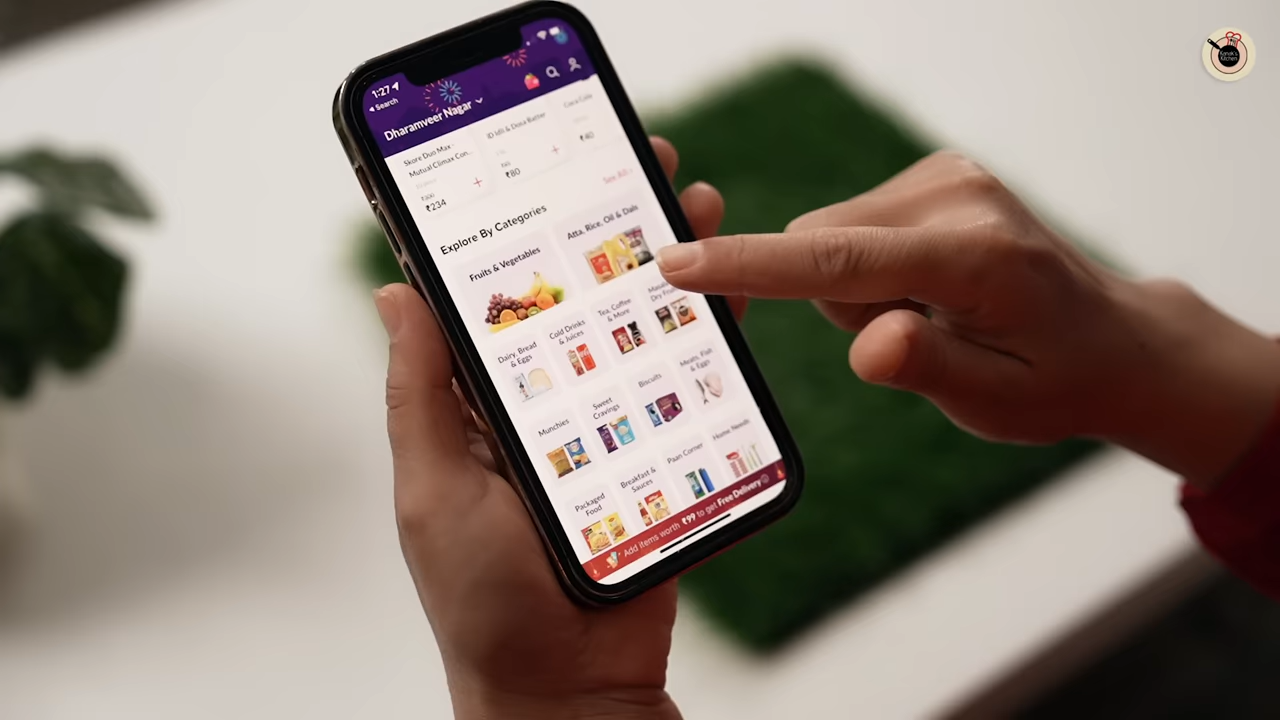 1:27
Search
Dharamveer Nagar
Skore Duo Max -
Mutual Climax Con...
₹234
ID Idli & Dosa Batter
₹80
Coca Cola
₹40
See All
Explore By Categories
Fruits & Vegetables
Atta, Rice, Oil & Dals
Dairy, Bread
& Eggs
Cold Drinks
& Juices
Tea, Coffee
& More
Masala
Dry Fruits
Munchies
Sweet
Cravings
Biscuits
Meats, Fish
& Eggs
Packaged
Food
Breakfast &
Sauces
Paan Corner
Home Needs
Add items worth ₹99 to get Free Delivery
Kanak's
Kitchen